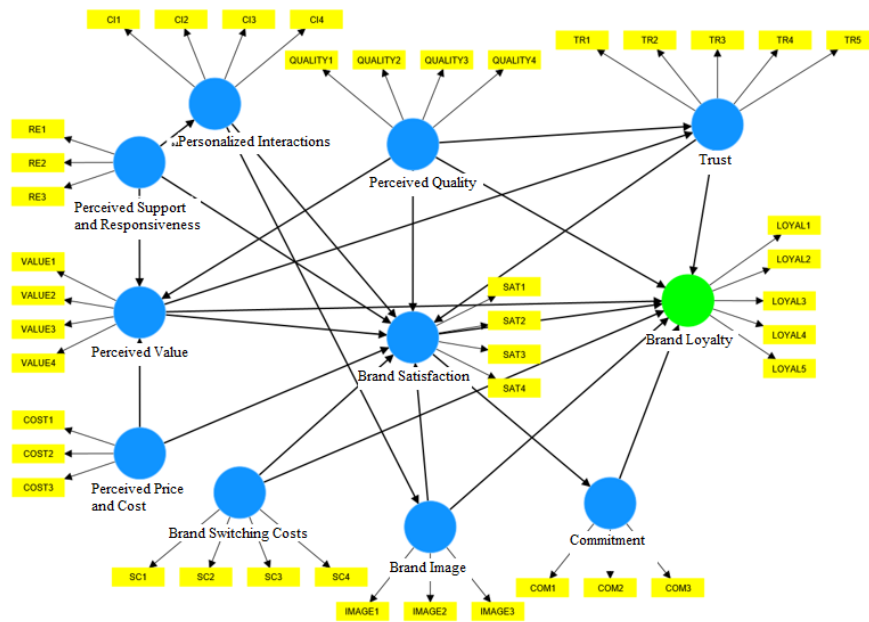 CI1
CI2
CI3
CI4
QUALITY1
QUALITY2
QUALITY3
QUALITY4
TR1
TR2
TR3
TR4
TR5
RE1
RE2
RE3
Personalized Interactions
Perceived Quality
Trust
Perceived Support
and Responsiveness
VALUE1
VALUE2
VALUE3
VALUE4
Perceived Value
SAT1
SAT2
SAT3
SAT4
Brand Satisfaction
LOYAL1
LOYAL2
LOYAL3
LOYAL4
LOYAL5
Brand Loyalty
COST1
COST2
COST3
Perceived Price
and Cost
Brand Switching Costs
SC1
SC2
SC3
SC4
Brand Image
IMAGE1
IMAGE2
IMAGE3
Commitment
COM1
COM2
COM3